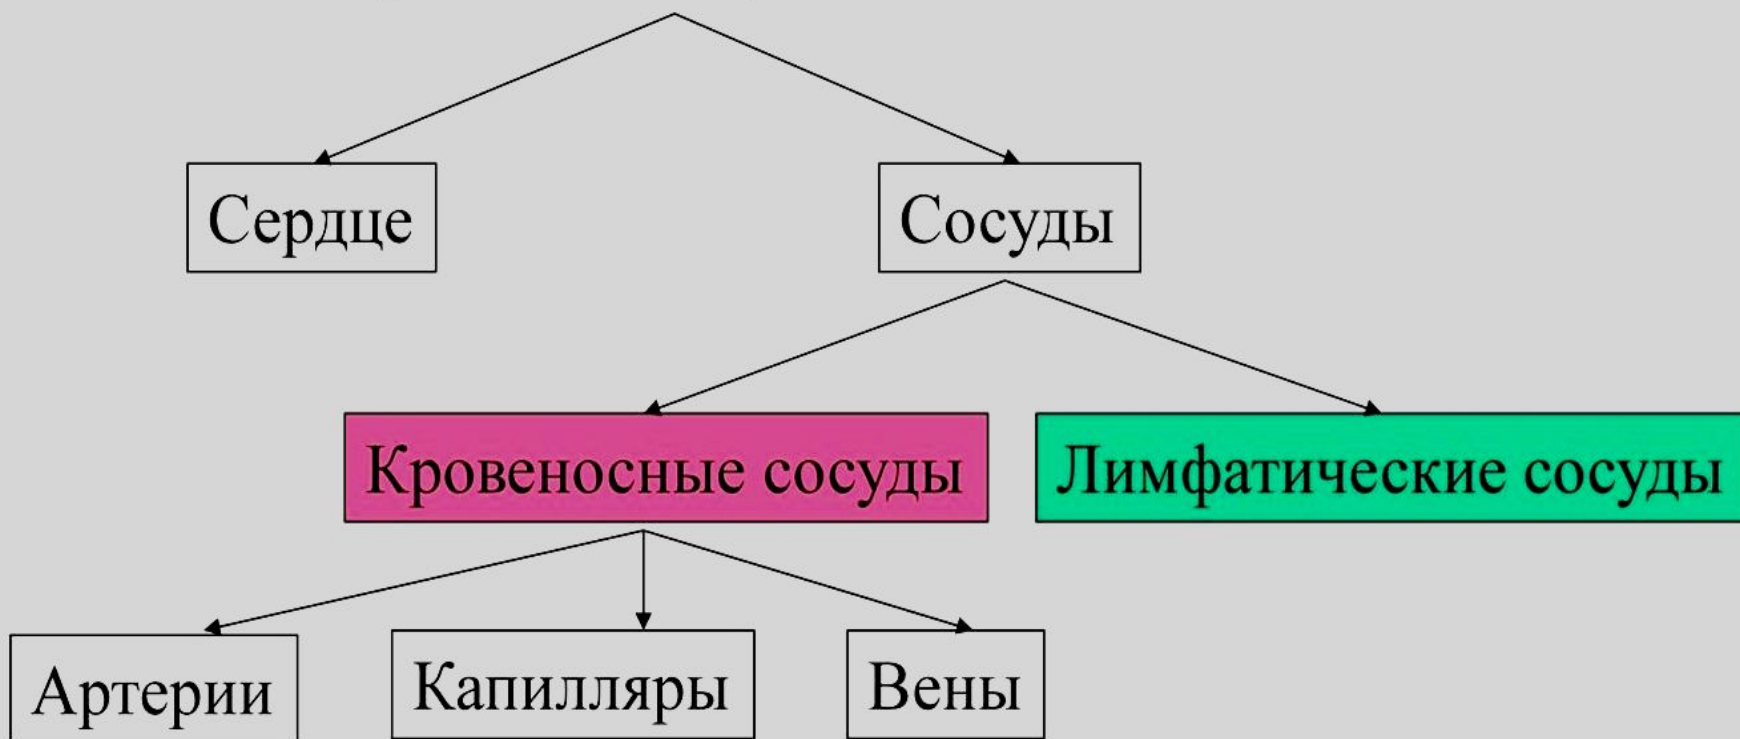 Сердце
Сосуды
Кровеносные сосуды
Лимфатические сосуды
Артерии
Капилляры
Вены